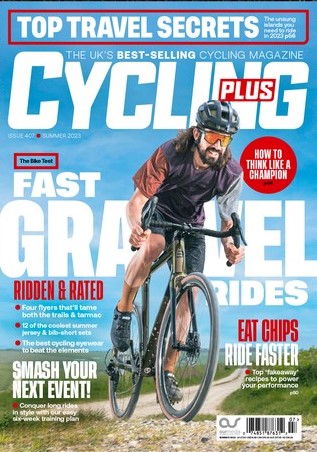 TOP TRAVEL SECRETS
The unsung
islands you
need to ride
in 2023 p56
THE UK'S BEST-SELLING CYCLING MAGAZINE
CYCLING
PLUS
ISSUE 407 • SUMMER 2023
HOW TO
THINK LIKE A
CHAMPION
The Bike Test
FAST
GRAVEL
RIDES
RIDDEN & RATED
• Four flyers that'll tame
both the trails & tarmac
• 12 of the coolest summer
jersey & bib-short sets
• The best cycling eyewear
to beat the elements
SMASH YOUR
NEXT EVENT!
• Conquer long rides
in style with our easy
six-week training plan
EAT CHIPS
RIDE FASTER
• Top 'fakeaway'
recipes to power
your performance
p80